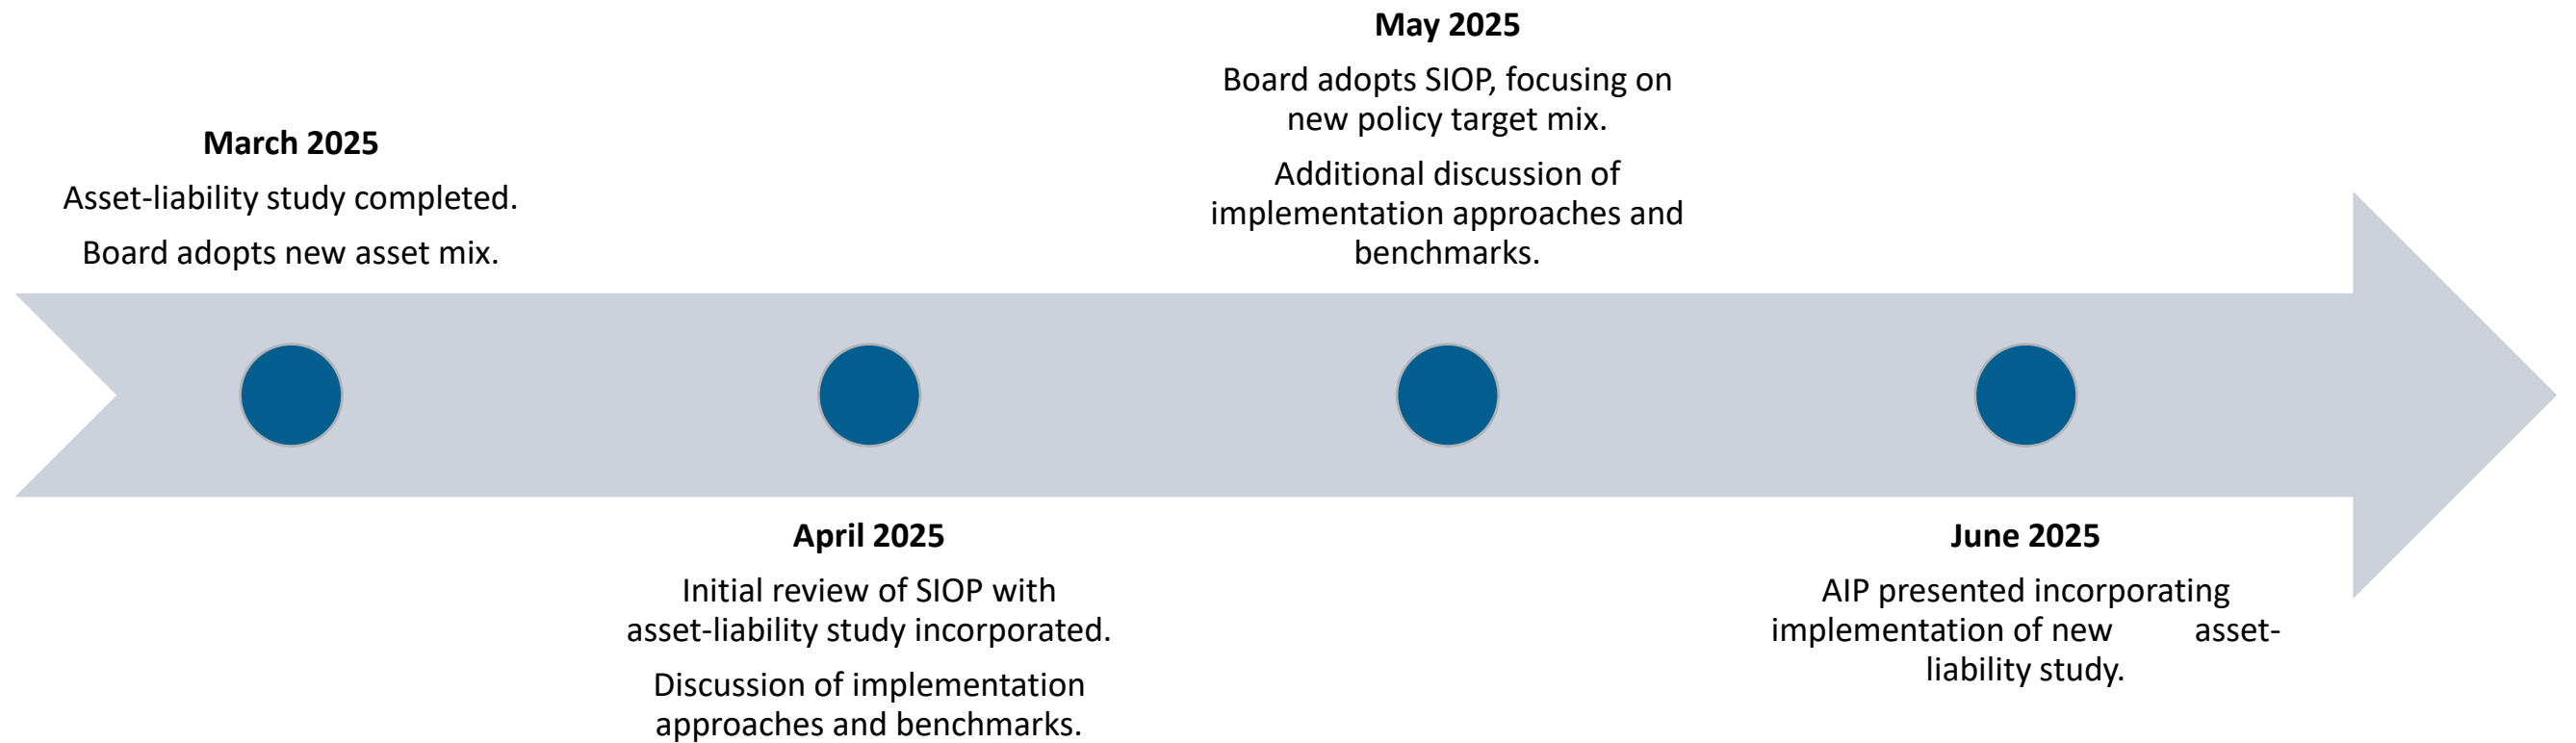 March 2025
Asset-liability study completed.
Board adopts new asset mix.
April 2025
Initial review of SIOP with
asset-liability study incorporated.
Discussion of implementation
approaches and benchmarks.
May 2025
Board adopts SIOP, focusing on
new policy target mix.
Additional discussion of
implementation approaches and
benchmarks.
June 2025
AIP presented incorporating
implementation of new asset-
liability study.